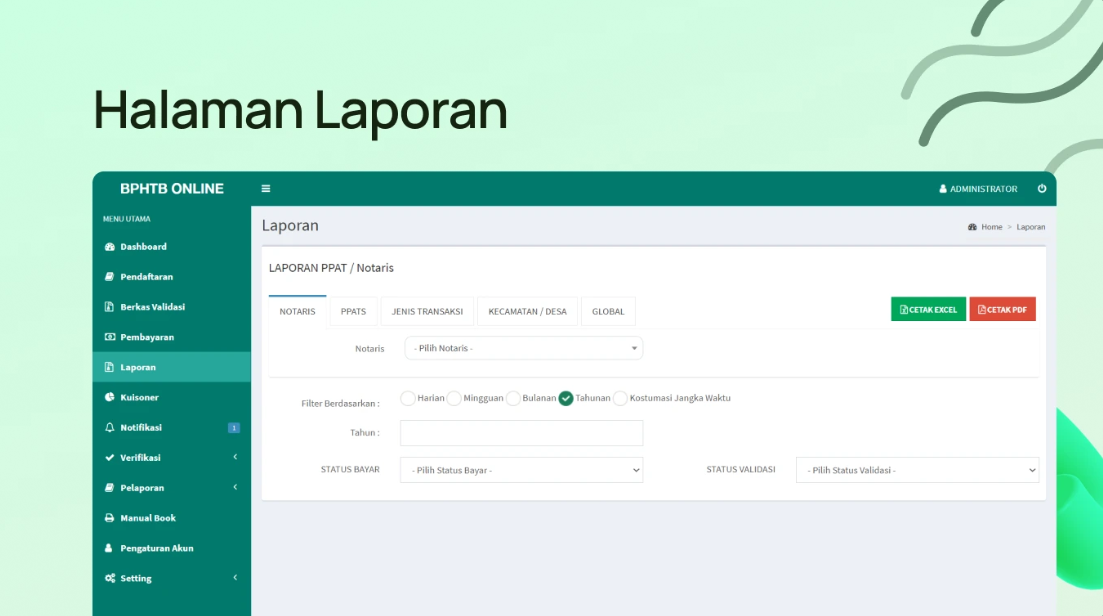 Halaman Laporan
BPHTB ONLINE
ADMINISTRATOR
MENU UTAMA
Dashboard
Pendaftaran
Berkas Validasi
Pembayaran
Laporan
Kuisoner
Notifikasi 1
Verifikasi
Pelaporan
Manual Book
Pengaturan Akun
Setting
Laporan
Home > Laporan
LAPORAN PPAT / Notaris
NOTARIS PPATS JENIS TRANSAKSI KECAMATAN / DESA GLOBAL CETAK EXCEL CETAK PDF
Notaris - Pilih Notaris -
Filter Berdasarkan : Harian Mingguan Bulanan Tahunan Kostumasi Jangka Waktu
Tahun :
STATUS BAYAR - Pilih Status Bayar - STATUS VALIDASI - Pilih Status Validasi -